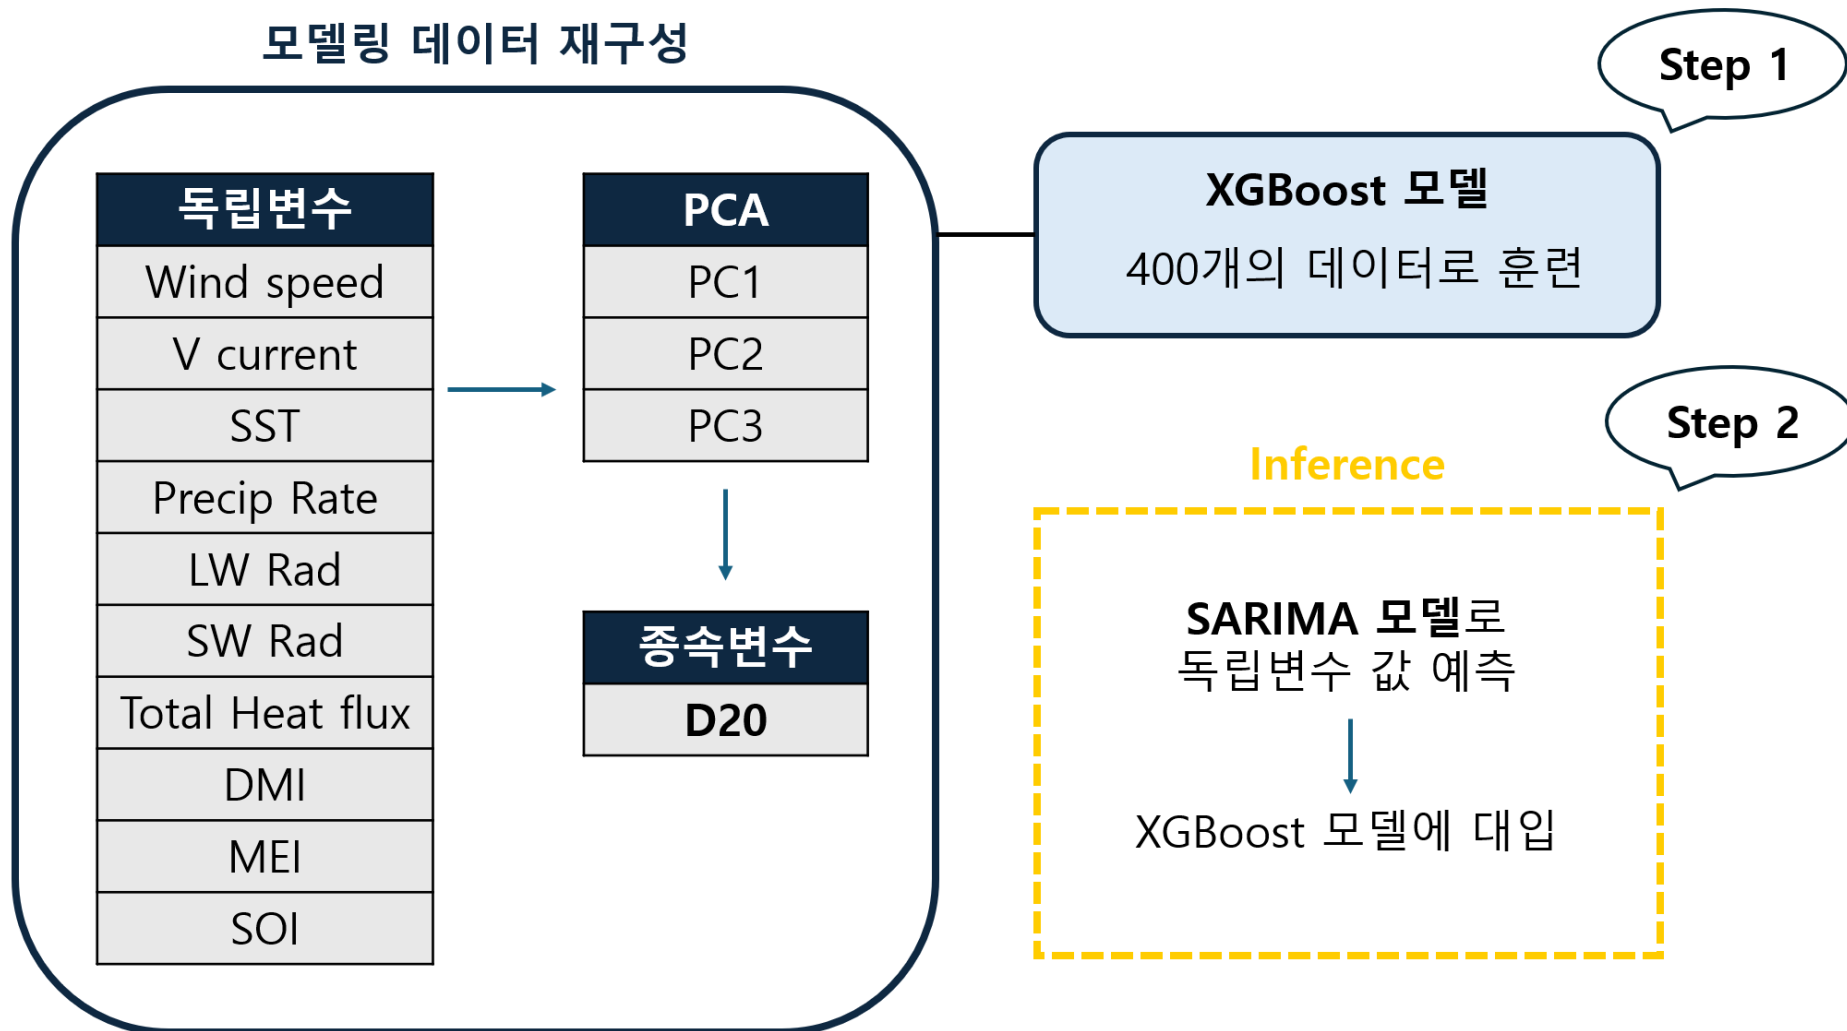 모델링 데이터 재구성
독립변수
Wind speed
V current
SST
Precip Rate
LW Rad
SW Rad
Total Heat flux
DMI
MEI
SOI
PCA
PC1
PC2
PC3
종속변수
D20
Step 1
XGBoost 모델
400개의 데이터로 훈련
Step 2
Inference
SARIMA 모델로
독립변수 값 예측
XGBoost 모델에 대입